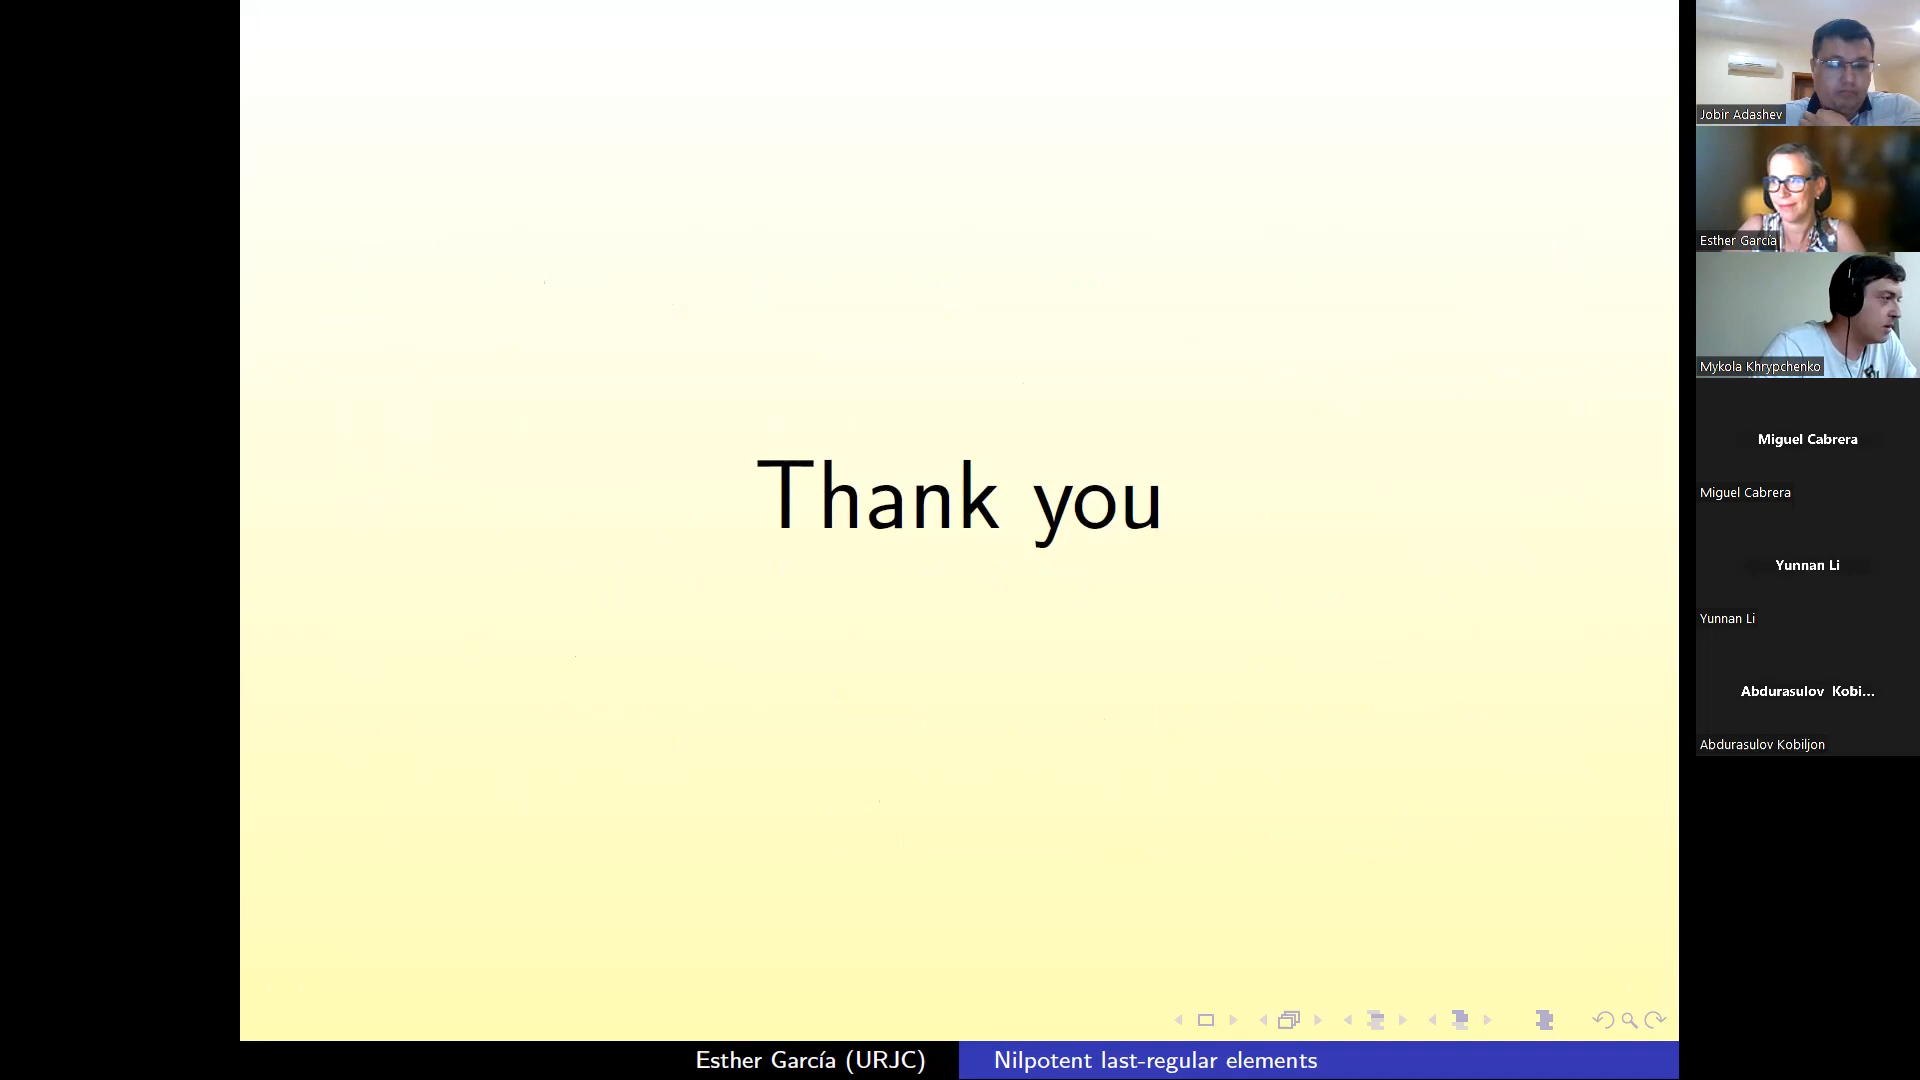 Thank you
Esther García (URJC)
Nilpotent last-regular elements
Jobir Adashev
Esther García
Mykola Khrypchenko
Miguel Cabrera
Miguel Cabrera
Yunnan Li
Yunnan Li
Abdurasulov Kobi...
Abdurasulov Kobiljon